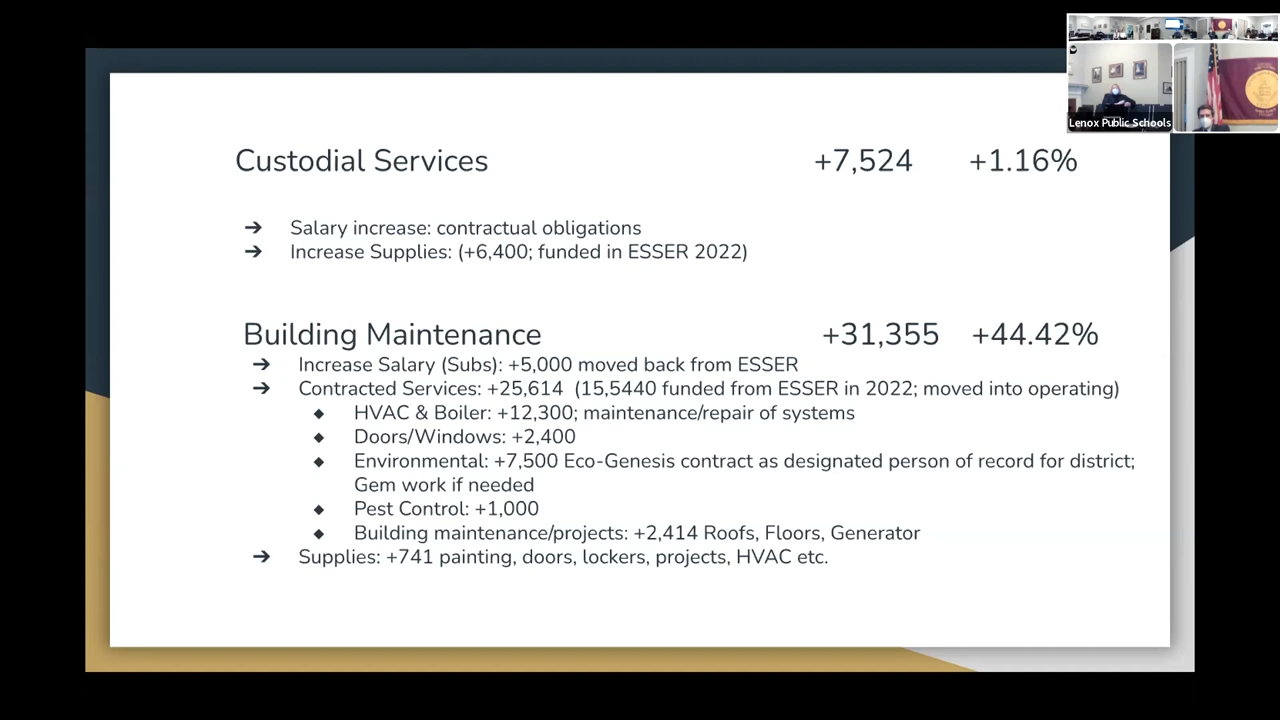 Lenox Public Schools
Custodial Services +7,524 +1.16%
➔ Salary increase: contractual obligations
➔ Increase Supplies: (+6,400; funded in ESSER 2022)
Building Maintenance +31,355 +44.42%
➔ Increase Salary (Subs): +5,000 moved back from ESSER
➔ Contracted Services: +25,614 (15,5440 funded from ESSER in 2022; moved into operating)
◆ HVAC & Boiler: +12,300; maintenance/repair of systems
◆ Doors/Windows: +2,400
◆ Environmental: +7,500 Eco-Genesis contract as designated person of record for district;
Gem work if needed
◆ Pest Control: +1,000
◆ Building maintenance/projects: +2,414 Roofs, Floors, Generator
➔ Supplies: +741 painting, doors, lockers, projects, HVAC etc.